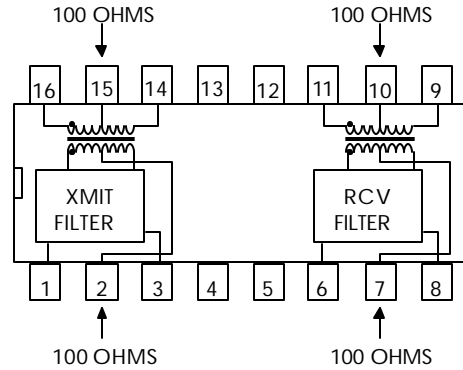 100 OHMS 100 OHMS
16 15 14 13 12 11 10 9
XMIT FILTER
RCV FILTER
1 2 3 4 5 6 7 8
100 OHMS 100 OHMS